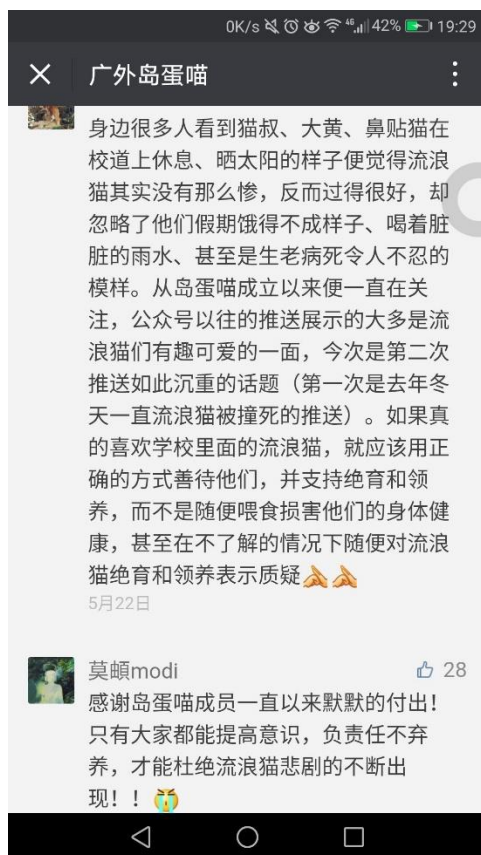 0K/s 46 42% 19:29
广外岛蛋喵
身边很多人看到猫叔、大黄、鼻贴猫在
校道上休息、晒太阳的样子便觉得流浪
猫其实没有那么惨，反而过得很好，却
忽略了他们假期饿得不成样子、喝着脏
脏的雨水、甚至是生老病死令人不忍的
模样。从岛蛋喵成立以来便一直在关
注，公众号以往的推送展示的大多是流
浪猫们有趣可爱的一面，今次是第二次
推送如此沉重的话题（第一次是去年冬
天一直流浪猫被撞死的推送）。如果真
的喜欢学校里面的流浪猫，就应该用正
确的方式善待他们，并支持绝育和领
养，而不是随便喂食损害他们的身体健
康，甚至在不了解的情况下随便对流浪
猫绝育和领养表示质疑🙏🙏
5月22日
莫頔modi 28
感谢岛蛋喵成员一直以来默默的付出！
只有大家都能提高意识，负责任不弃
养，才能杜绝流浪猫悲剧的不断出
现！！😭